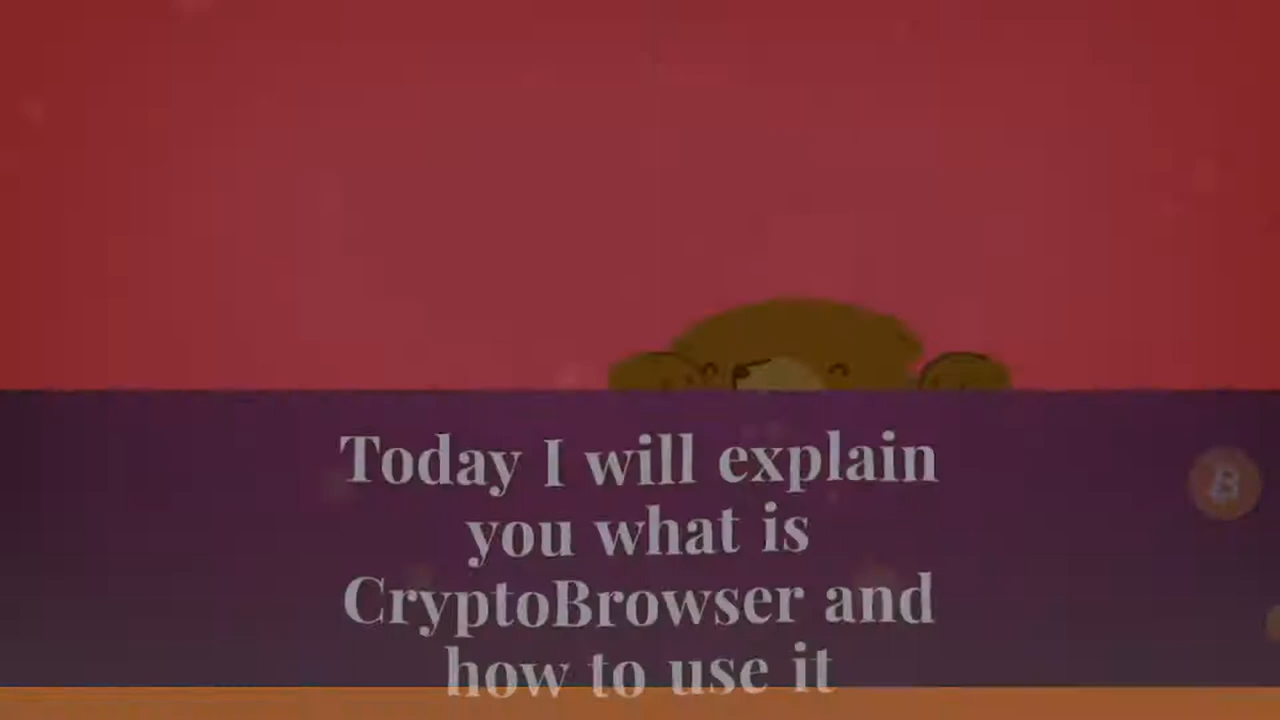 Today I will explain
you what is
CryptoBrowser and
how to use it